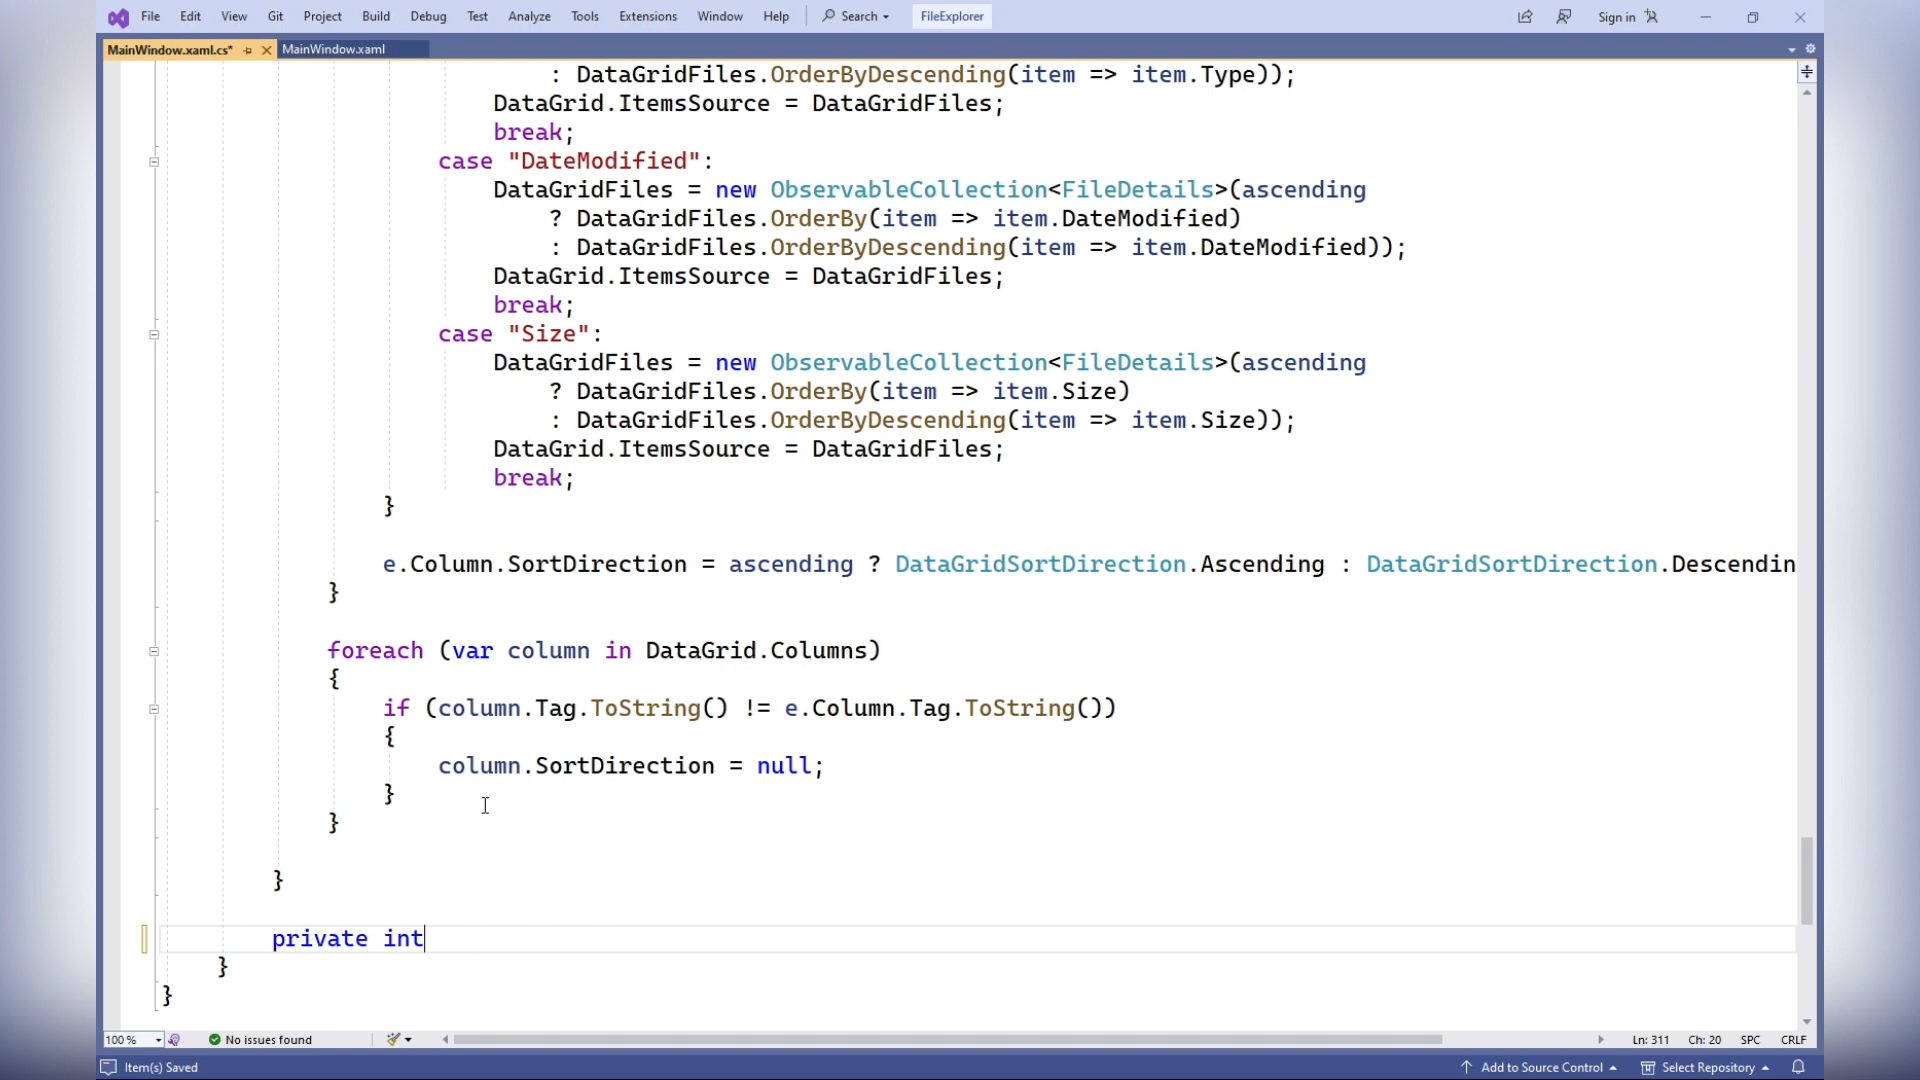 File Edit View Git Project Build Debug Test Analyze Tools Extensions Window Help Search FileExplorer Sign in
MainWindow.xaml.cs* MainWindow.xaml
: DataGridFiles.OrderByDescending(item => item.Type));
DataGrid.ItemsSource = DataGridFiles;
break;
case "DateModified":
DataGridFiles = new ObservableCollection<FileDetails>(ascending
? DataGridFiles.OrderBy(item => item.DateModified)
: DataGridFiles.OrderByDescending(item => item.DateModified));
DataGrid.ItemsSource = DataGridFiles;
break;
case "Size":
DataGridFiles = new ObservableCollection<FileDetails>(ascending
? DataGridFiles.OrderBy(item => item.Size)
: DataGridFiles.OrderByDescending(item => item.Size));
DataGrid.ItemsSource = DataGridFiles;
break;
}
e.Column.SortDirection = ascending ? DataGridSortDirection.Ascending : DataGridSortDirection.Descendin
}
foreach (var column in DataGrid.Columns)
{
if (column.Tag.ToString() != e.Column.Tag.ToString())
{
column.SortDirection = null;
}
}
}
private int
}
}
100 % No issues found Ln: 311 Ch: 20 SPC CRLF
Item(s) Saved Add to Source Control Select Repository